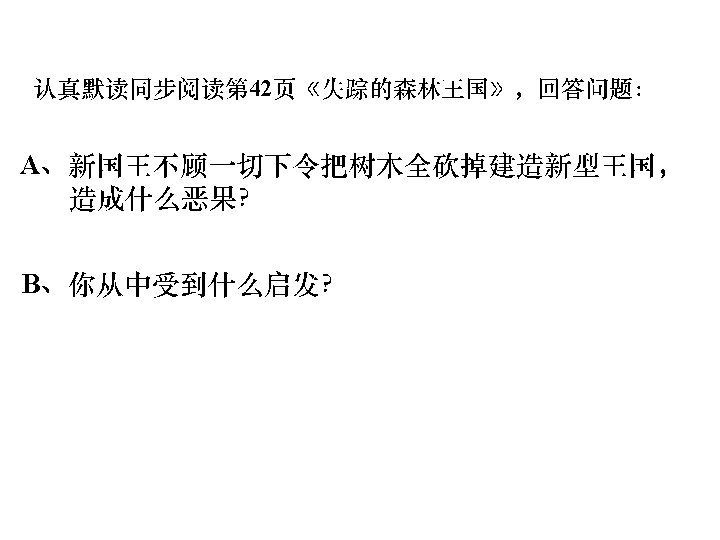 认真默读同步阅读第42页《失踪的森林王国》，回答问题：
A、新国王不顾一切下令把树木全砍掉建造新型王国，
造成什么恶果？
B、你从中受到什么启发？